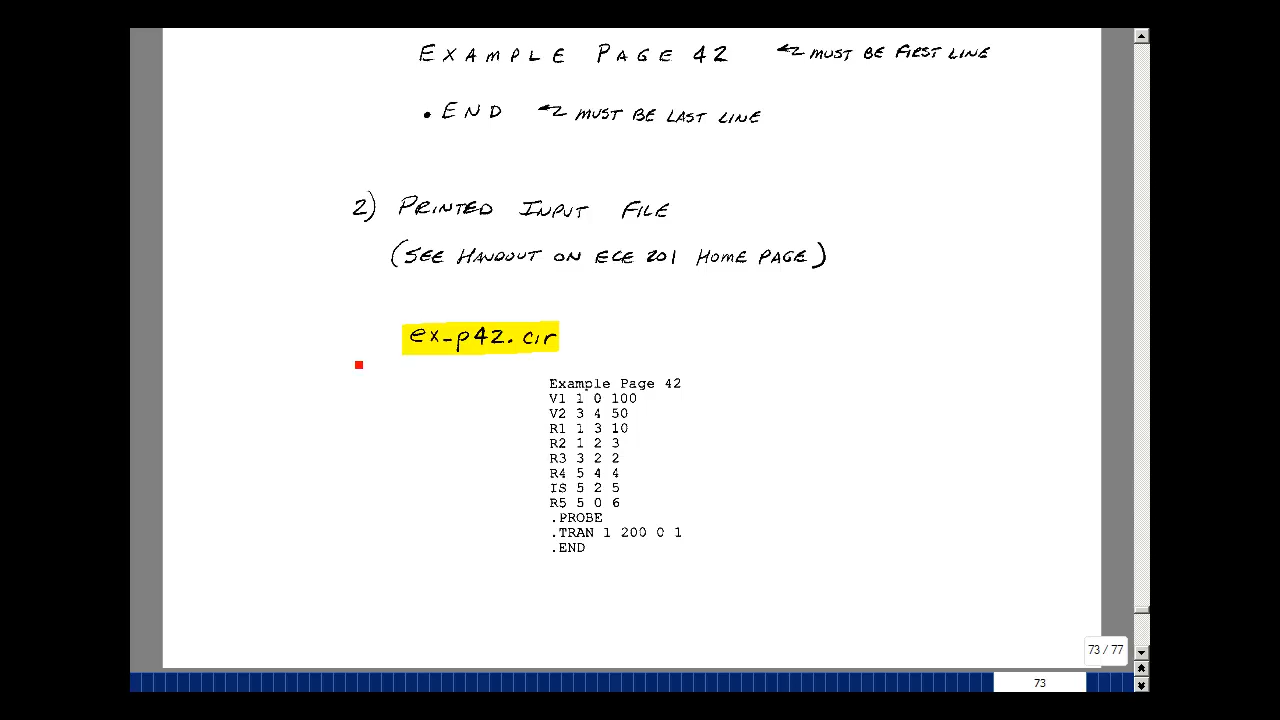 EXAMPLE PAGE 42 ← MUST BE FIRST LINE
.END ← MUST BE LAST LINE
2) PRINTED INPUT FILE
(SEE HANDOUT ON ECE 201 HOME PAGE)
ex_p42.cir
Example Page 42
V1 1 0 100
V2 3 4 50
R1 1 3 10
R2 1 2 3
R3 3 2 2
R4 5 4 4
IS 5 2 5
R5 5 0 6
.PROBE
.TRAN 1 200 0 1
.END
73 / 77
73